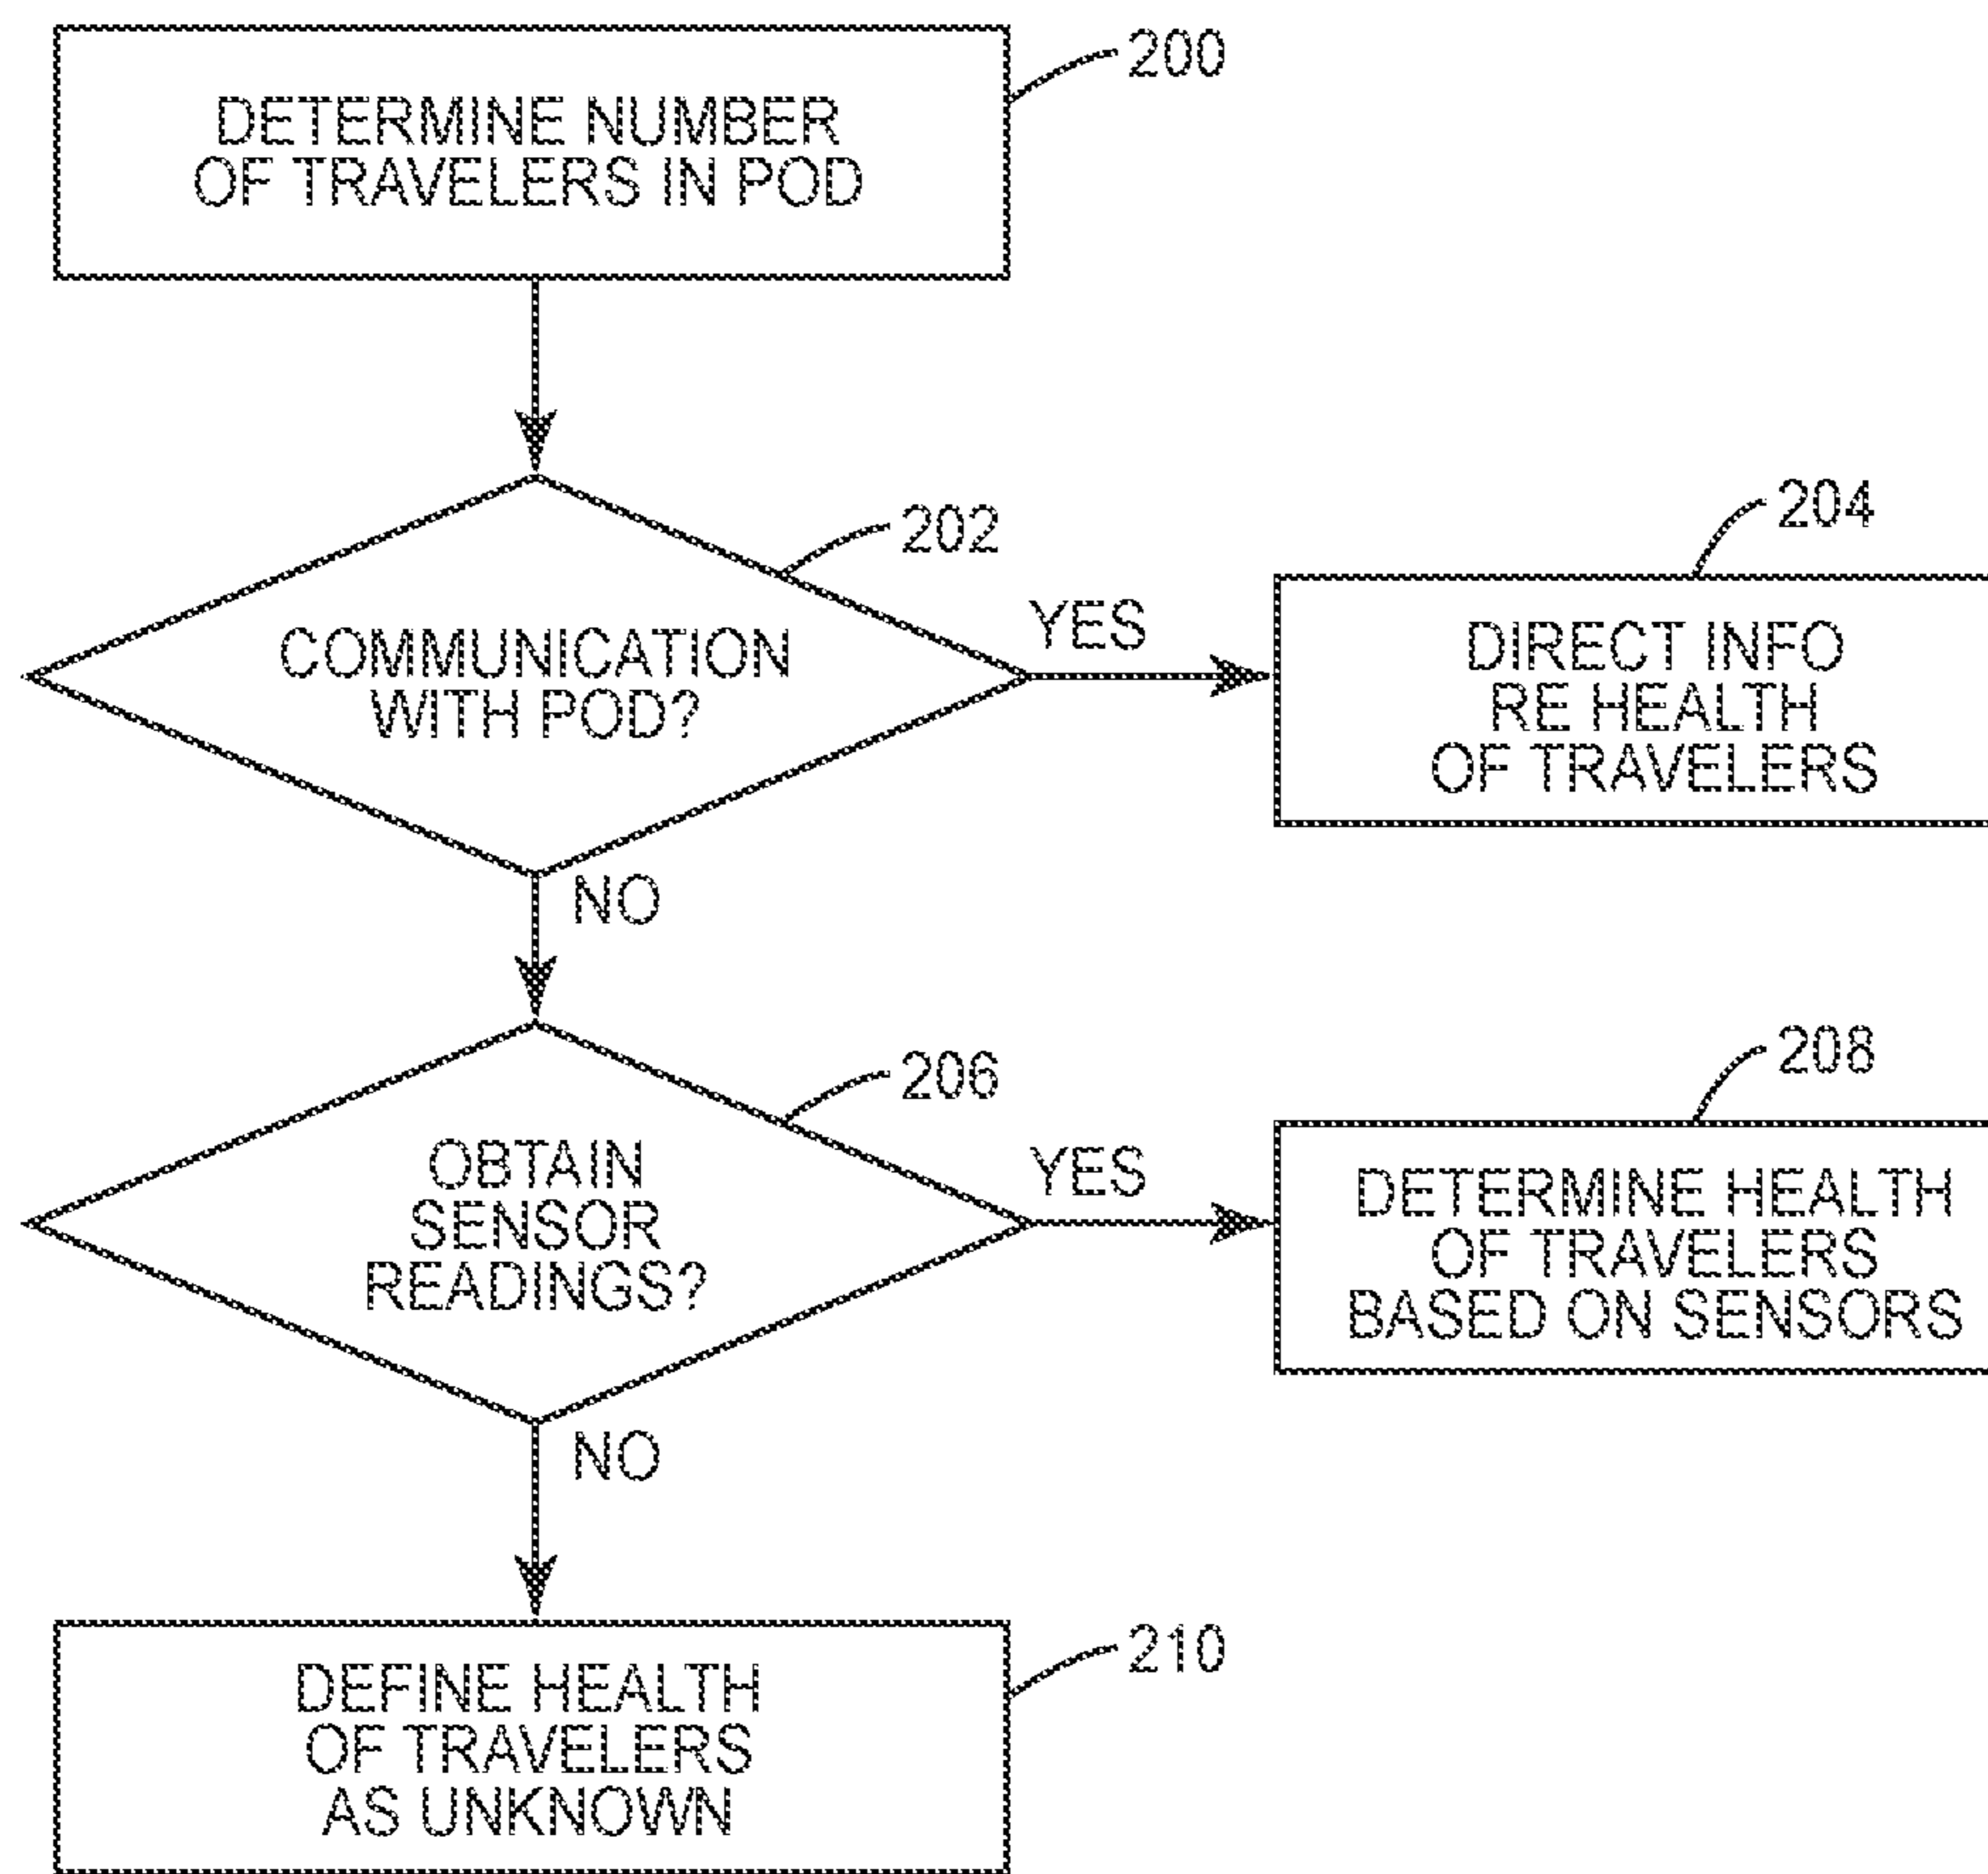 200
DETERMINE NUMBER
OF TRAVELERS IN POD
202
COMMUNICATION
WITH POD?
YES
204
DIRECT INFO
RE HEALTH
OF TRAVELERS
NO
206
OBTAIN
SENSOR
READINGS?
YES
208
DETERMINE HEALTH
OF TRAVELERS
BASED ON SENSORS
NO
210
DEFINE HEALTH
OF TRAVELERS
AS UNKNOWN